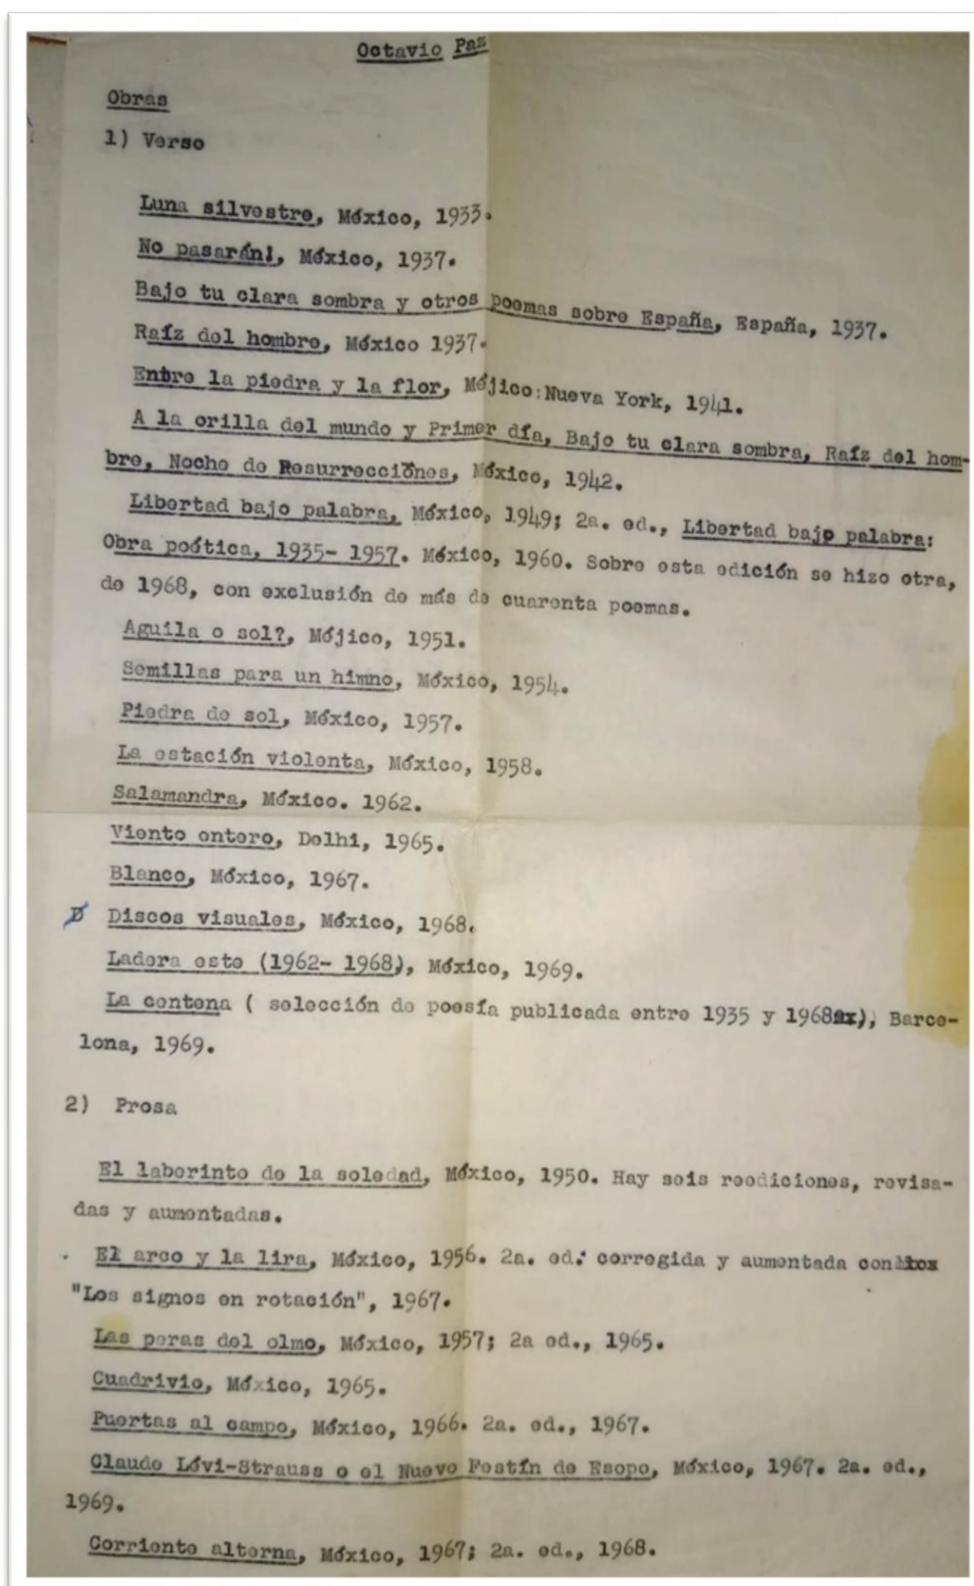 Octavio Paz
Obras
1) Verso
Luna silvestre, México, 1933.
No pasarán!, México, 1937.
Bajo tu clara sombra y otros poemas sobre España, España, 1937.
Raíz del hombre, México 1937.
Entre la piedra y la flor, Méjico:Nueva York, 1941.
A la orilla del mundo y Primer día, Bajo tu clara sombra, Raíz del hom-
bre, Noche de Resurrecciones, México, 1942.
Libertad bajo palabra, México, 1949; 2a. ed., Libertad bajo palabra:
Obra poética, 1935- 1957. México, 1960. Sobre esta edición se hizo otra,
de 1968, con exclusión de más de cuarenta poemas.
Aguila o sol?, Méjico, 1951.
Semillas para un himno, México, 1954.
Piedra de sol, México, 1957.
La estación violenta, México, 1958.
Salamandra, México. 1962.
Viento entero, Delhi, 1965.
Blanco, México, 1967.
D Discos visuales, México, 1968.
Ladera este (1962- 1968), México, 1969.
La centena ( selección de poesía publicada entre 1935 y 1968), Barce-
lona, 1969.
2) Prosa
El laberinto de la soledad, México, 1950. Hay seis reediciones, revisa-
das y aumentadas.
El arco y la lira, México, 1956. 2a. ed. corregida y aumentada con
"Los signos en rotación", 1967.
Las peras del olmo, México, 1957; 2a ed., 1965.
Cuadrivio, México, 1965.
Puertas al campo, México, 1966. 2a. ed., 1967.
Claude Lévi-Strauss o el Nuevo Festín de Esopo, México, 1967. 2a. ed.,
1969.
Corriente alterna, México, 1967; 2a. ed., 1968.